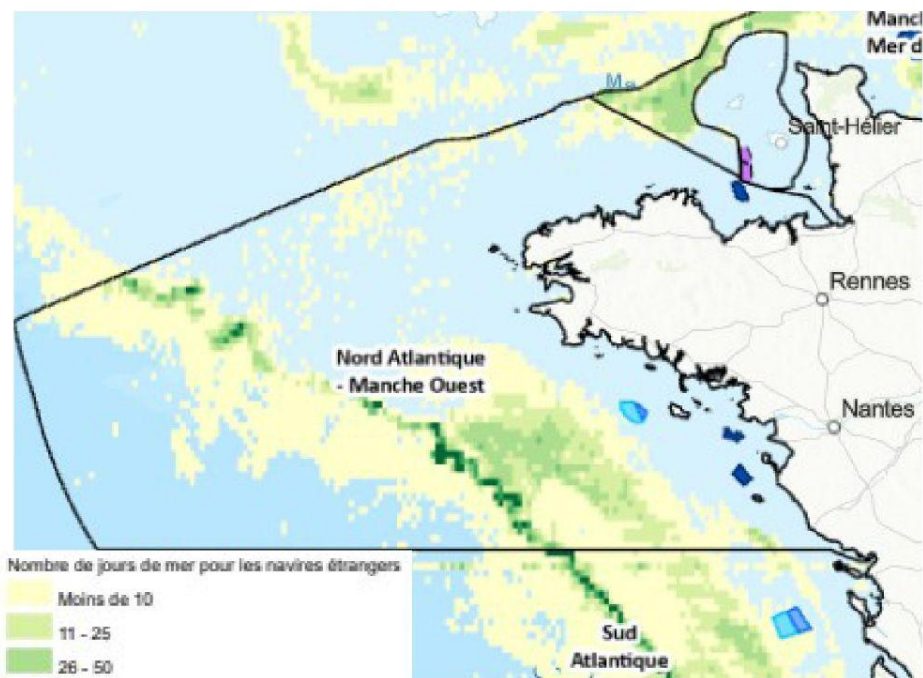 Manc
Mer d
M
Saint-Hélier
Rennes
Nord Atlantique
- Manche Ouest
Nantes
Nombre de jours de mer pour les navires étrangers
Moins de 10
11 - 25
26 - 50
Sud
Atlantique